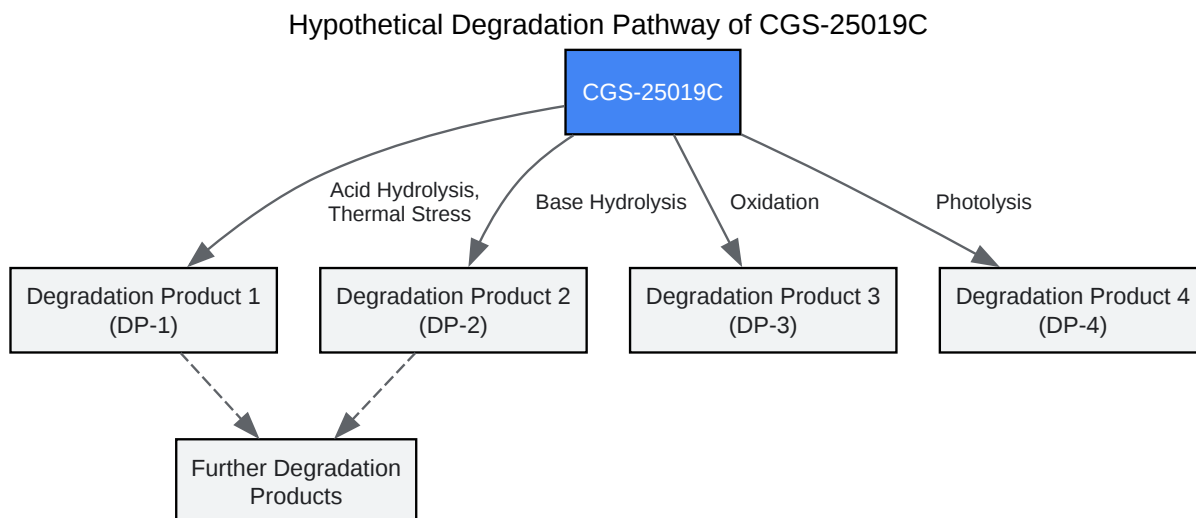 Hypothetical Degradation Pathway of CGS-25019C
CGS-25019C
Acid Hydrolysis,
Thermal Stress
Base Hydrolysis
Oxidation
Photolysis
Degradation Product 1
(DP-1)
Degradation Product 2
(DP-2)
Degradation Product 3
(DP-3)
Degradation Product 4
(DP-4)
Further Degradation
Products